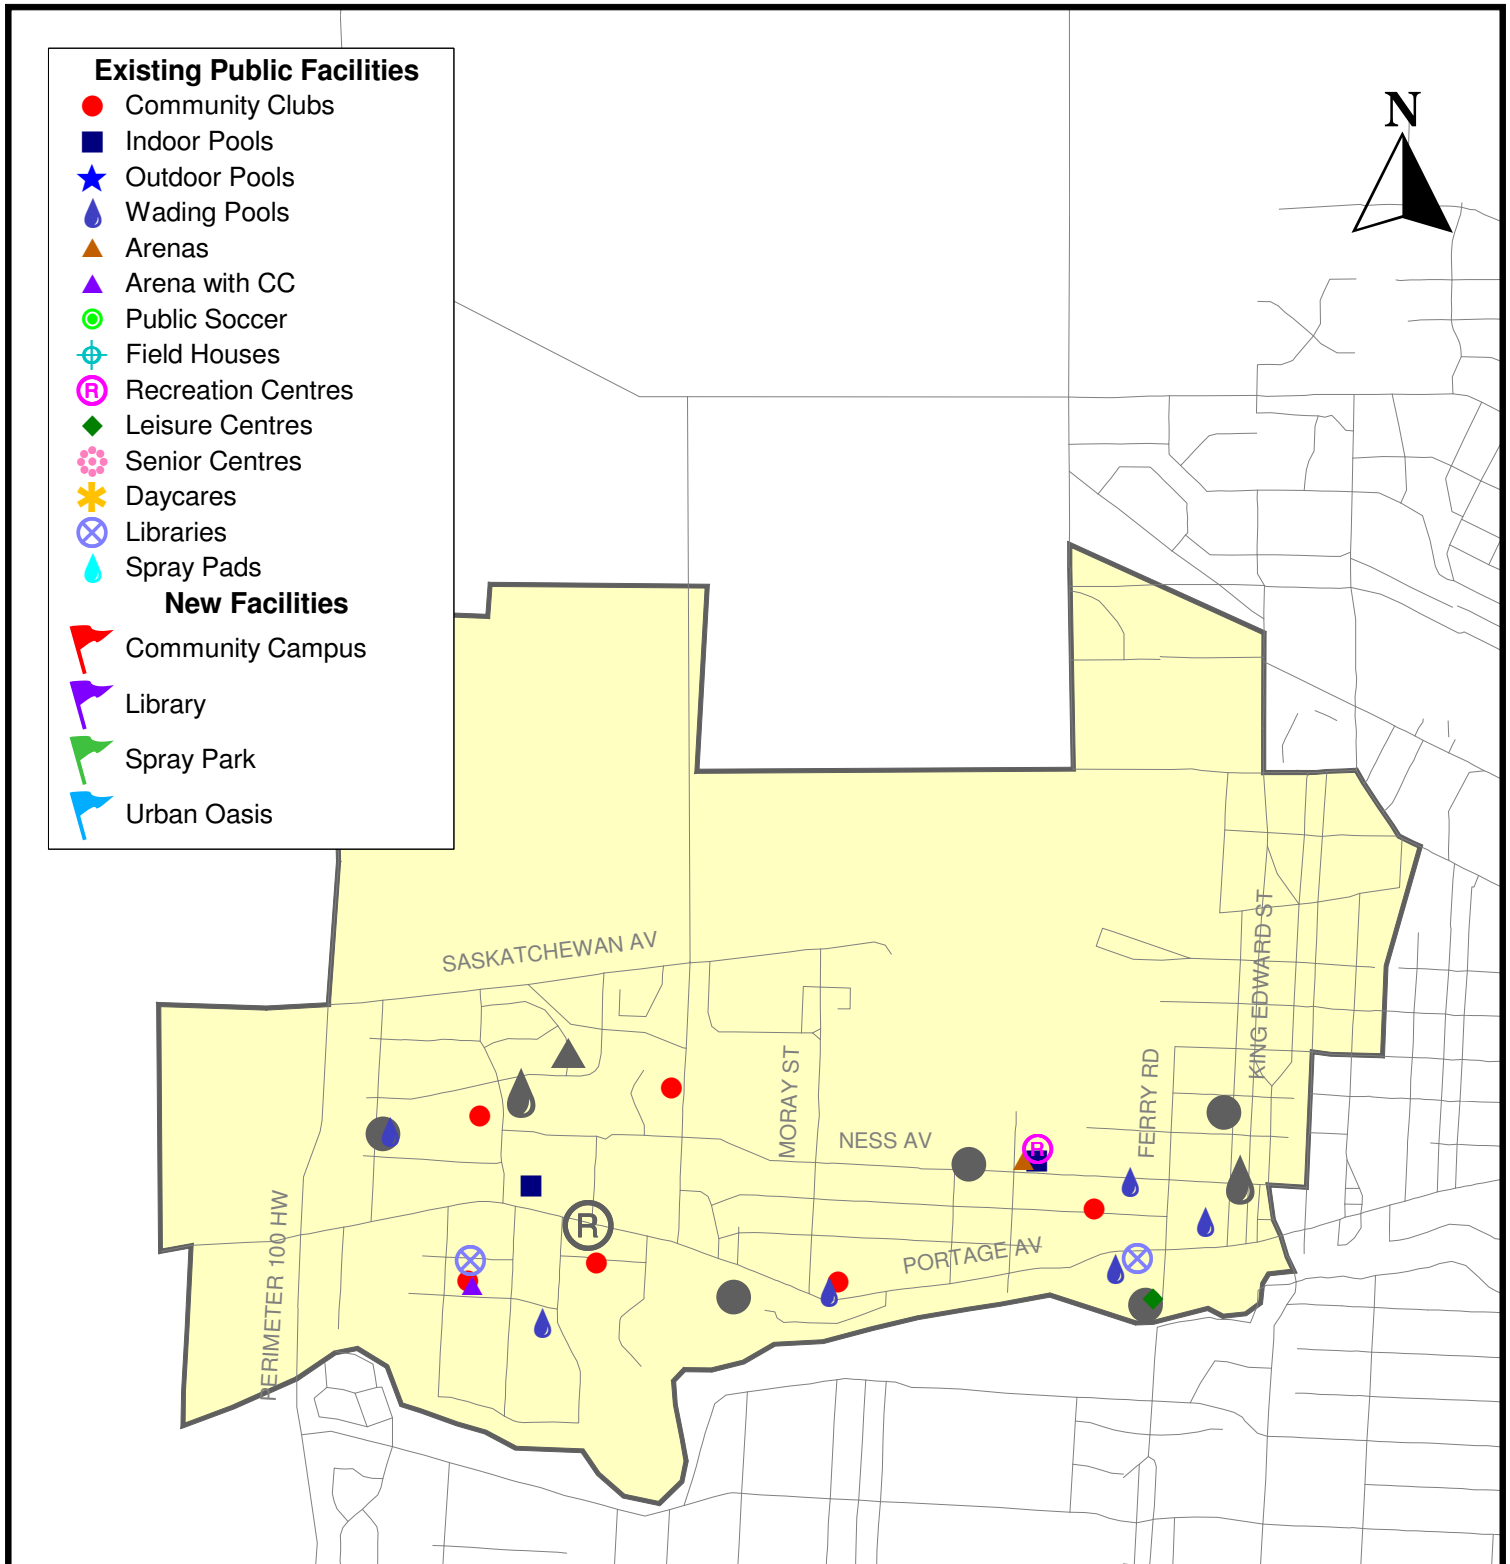 Existing Public Facilities
Community Clubs
Indoor Pools
Outdoor Pools
Wading Pools
Arenas
Arena with CC
Public Soccer
Field Houses
R Recreation Centres
Leisure Centres
Senior Centres
Daycares
Libraries
Spray Pads
New Facilities
Community Campus
Library
Spray Park
Urban Oasis
N
SASKATCHEWAN AV
KING EDWARD ST
MORAY ST
FERRY RD
NESS AV
R
PERIMETER 100 HW
R
PORTAGE AV